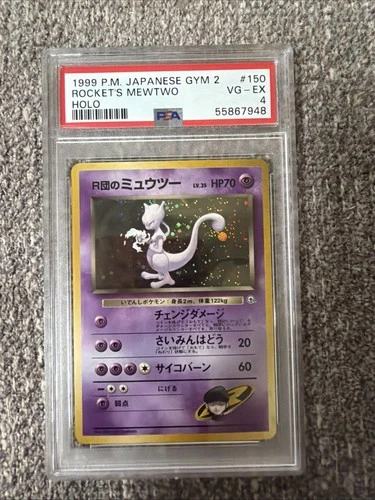 1999 P.M. JAPANESE GYM 2 #150
ROCKET'S MEWTWO VG-EX
HOLO 4
PSA 55867948
R団のミュウツー LV.35 HP70
いでんしポケモン:身長2m、体重122kg
チェンジダメージ
さいみんはどう 20
サイコバーン 60
にげる
弱点